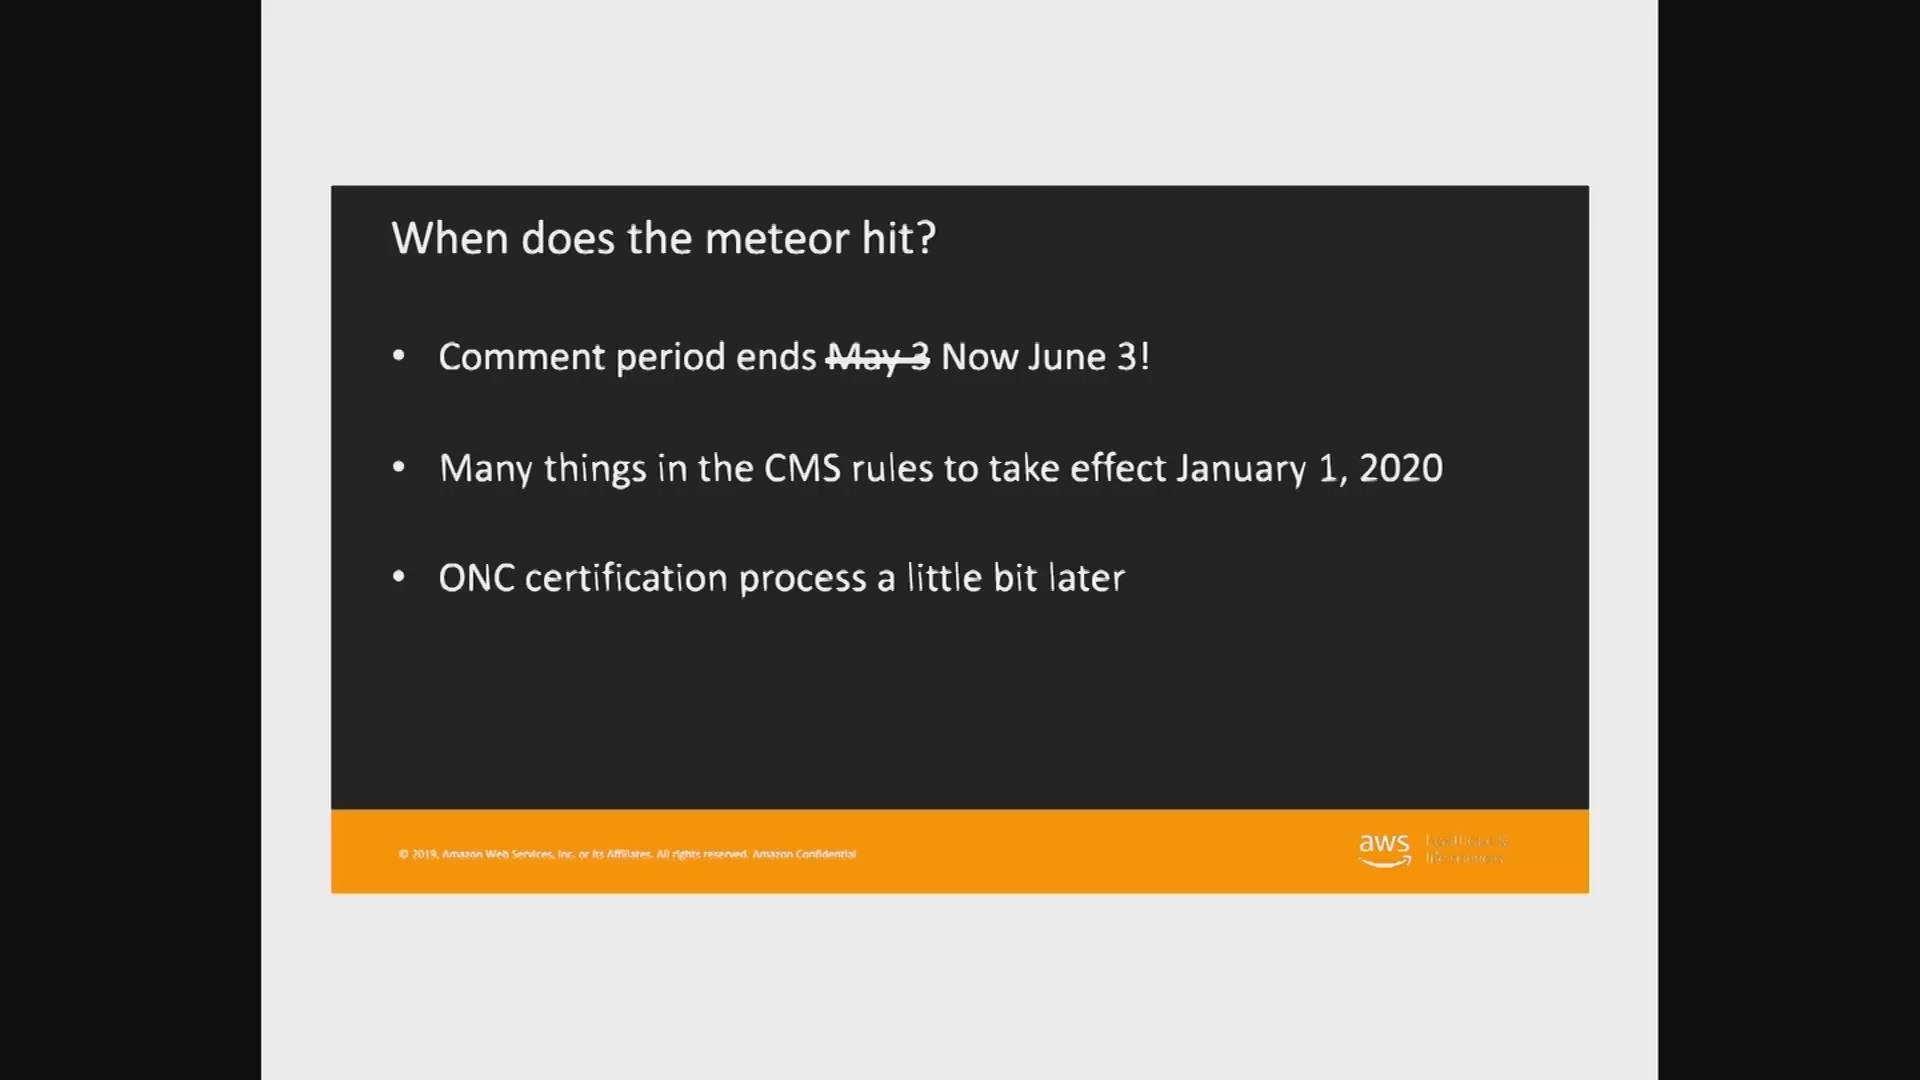 When does the meteor hit?
• Comment period ends May 3 Now June 3!
• Many things in the CMS rules to take effect January 1, 2020
• ONC certification process a little bit later
© 2019, Amazon Web Services, Inc. or its Affiliates. All rights reserved. Amazon Confidential
aws